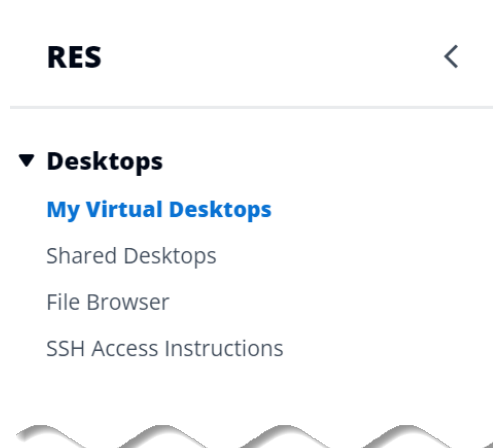 RES
Desktops
My Virtual Desktops
Shared Desktops
File Browser
SSH Access Instructions